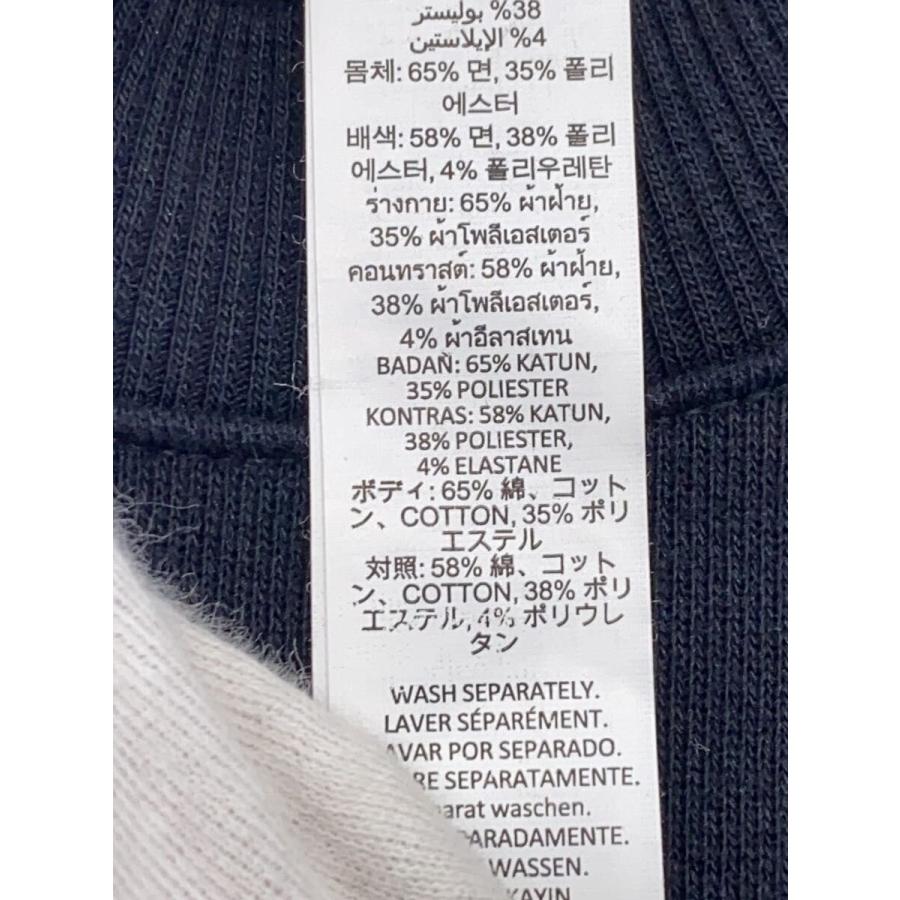 %38 بوليستر
%4 الإيلاستين
몸체: 65% 면, 35% 폴리
에스터
배색: 58% 면, 38% 폴리
에스터, 4% 폴리우레탄
ร่างกาย: 65% ผ้าฝ้าย,
35% ผ้าโพลีเอสเตอร์
คอนทราสต์: 58% ผ้าฝ้าย,
38% ผ้าโพลีเอสเตอร์,
4% ผ้าอีลาสเทน
BADAÑ: 65% KATUN,
35% POLIESTER
KONTRAS: 58% KATUN,
38% POLIESTER,
4% ELASTANE
ボディ: 65% 綿、コット
ン、COTTON, 35% ポリ
エステル
対照: 58% 綿、コット
ン、COTTON, 38% ポリ
エステル, 4% ポリウレ
タン
WASH SEPARATELY.
LAVER SÉPARÉMENT.
AVAR POR SEPARADO.
RE SEPARATAMENTE.
arat waschen.
ARADAMENTE.
WASSEN.
KAYIN